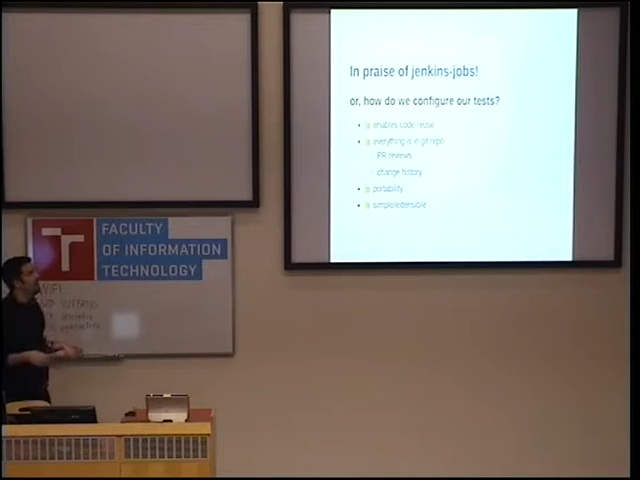 In praise of jenkins-jobs!
or, how do we configure our tests?
enables code reuse
everything is in git repo
PR reviews
change history
portability
simple/extensible
FACULTY
OF INFORMATION
TECHNOLOGY
WIFI